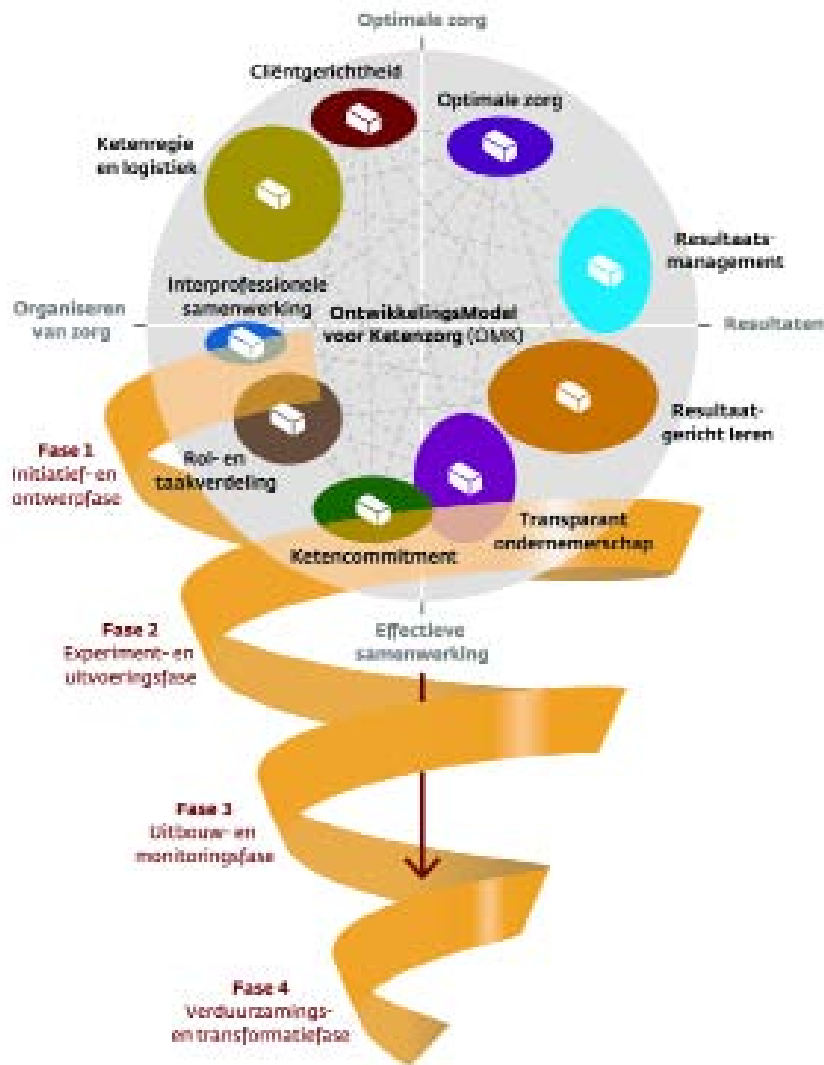 Optimale zorg
Cliëntgerichtheid
Optimale zorg
Ketenregie
en logistiek
Resultaats-
management
Interprofessionele
samenwerking
Organiseren
van zorg
OntwikkelingsModel
voor Ketenzorg (OMK)
Resultaten
Resultaat-
gericht leren
Fase 1
Initiatief- en
ontwerpfase
Rol- en
taakverdeling
Transparant
ondernemerschap
Ketencommitment
Fase 2
Experiment- en
uitvoeringsfase
Effectieve
samenwerking
Fase 3
Uitbouw- en
monitoringsfase
Fase 4
Verduurzamings-
en transformatiefase